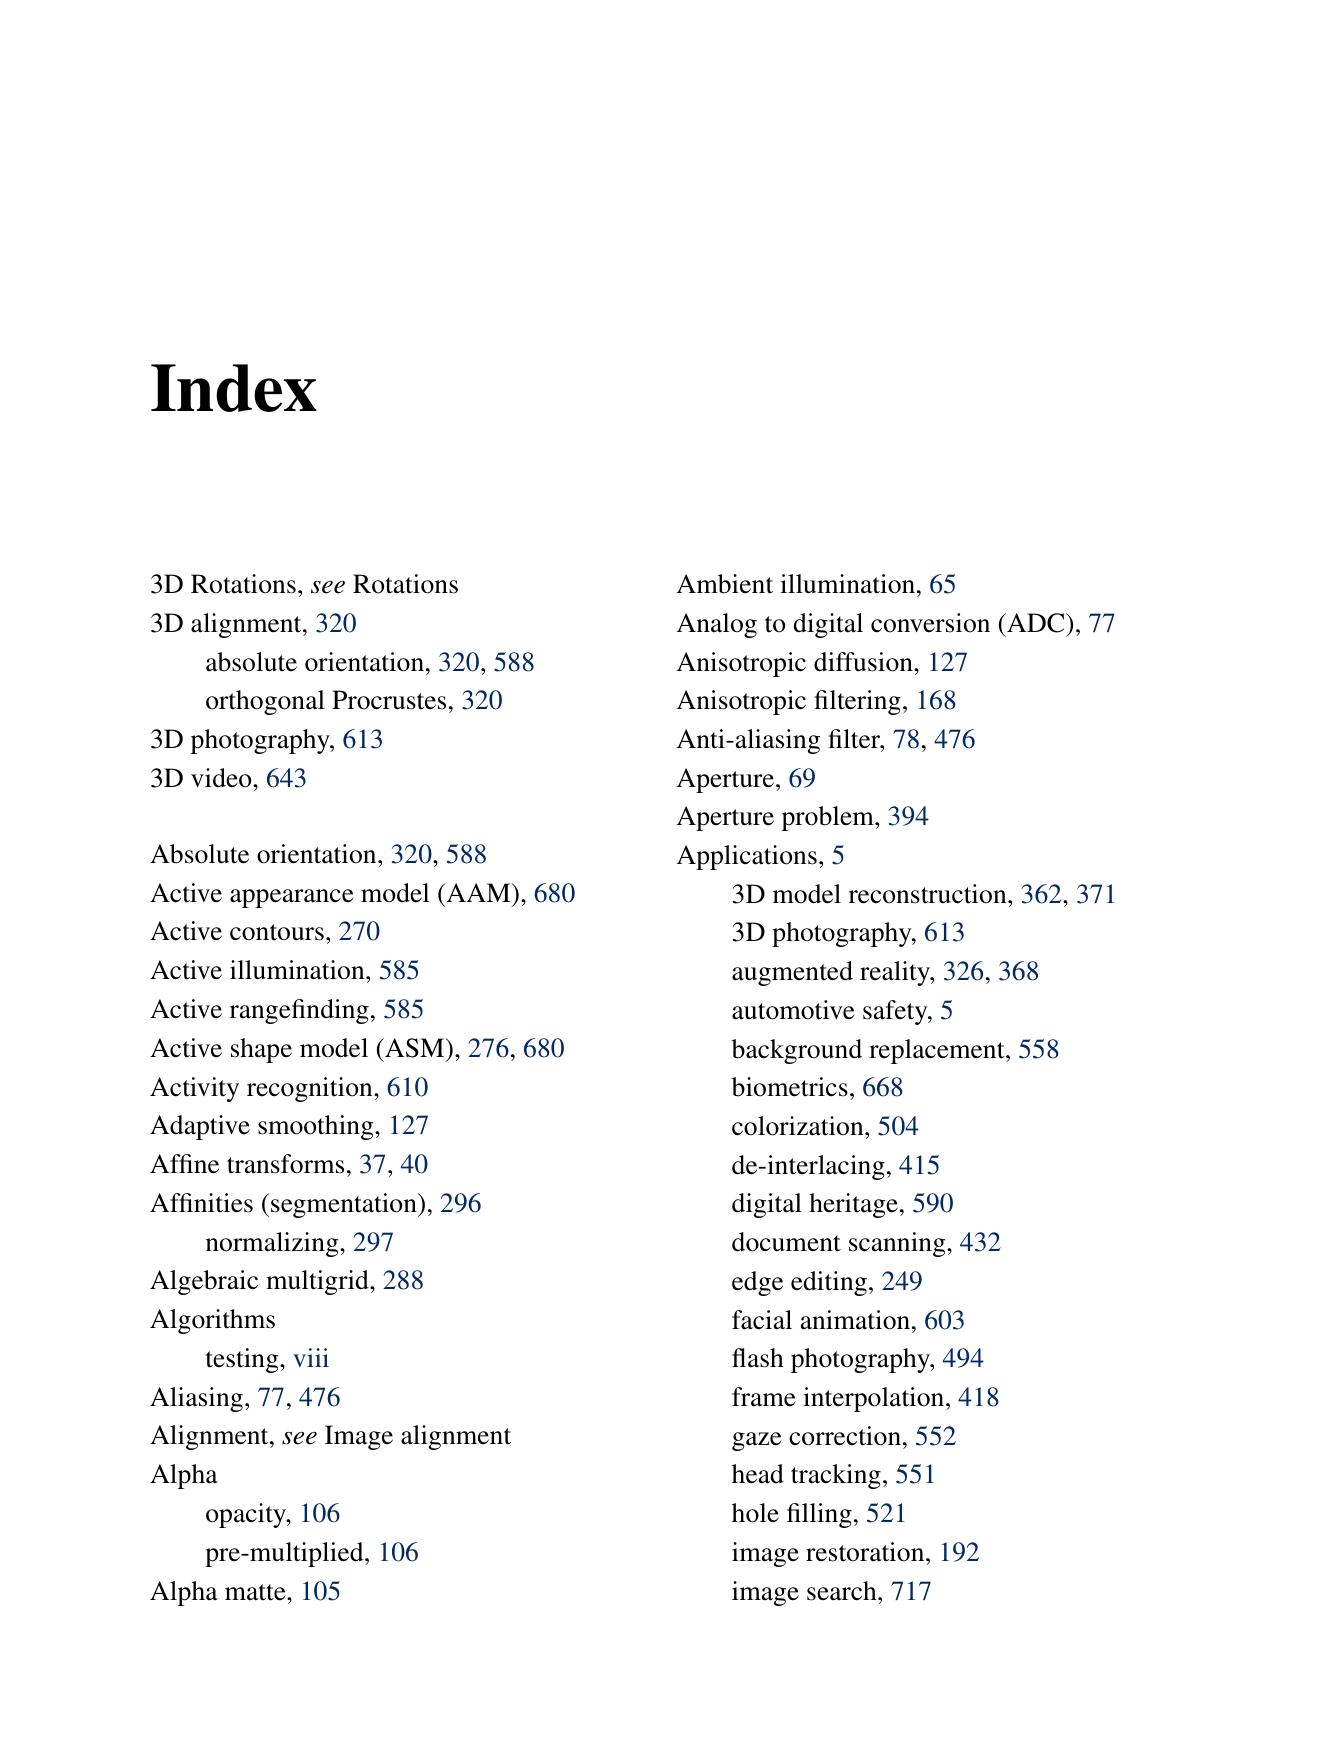 Index
3D Rotations, see Rotations
3D alignment, 320
absolute orientation, 320, 588
orthogonal Procrustes, 320
3D photography, 613
3D video, 643
Absolute orientation, 320, 588
Active appearance model (AAM), 680
Active contours, 270
Active illumination, 585
Active rangefinding, 585
Active shape model (ASM), 276, 680
Activity recognition, 610
Adaptive smoothing, 127
Affine transforms, 37, 40
Affinities (segmentation), 296
normalizing, 297
Algebraic multigrid, 288
Algorithms
testing, viii
Aliasing, 77, 476
Alignment, see Image alignment
Alpha
opacity, 106
pre-multiplied, 106
Alpha matte, 105
Ambient illumination, 65
Analog to digital conversion (ADC), 77
Anisotropic diffusion, 127
Anisotropic filtering, 168
Anti-aliasing filter, 78, 476
Aperture, 69
Aperture problem, 394
Applications, 5
3D model reconstruction, 362, 371
3D photography, 613
augmented reality, 326, 368
automotive safety, 5
background replacement, 558
biometrics, 668
colorization, 504
de-interlacing, 415
digital heritage, 590
document scanning, 432
edge editing, 249
facial animation, 603
flash photography, 494
frame interpolation, 418
gaze correction, 552
head tracking, 551
hole filling, 521
image restoration, 192
image search, 717